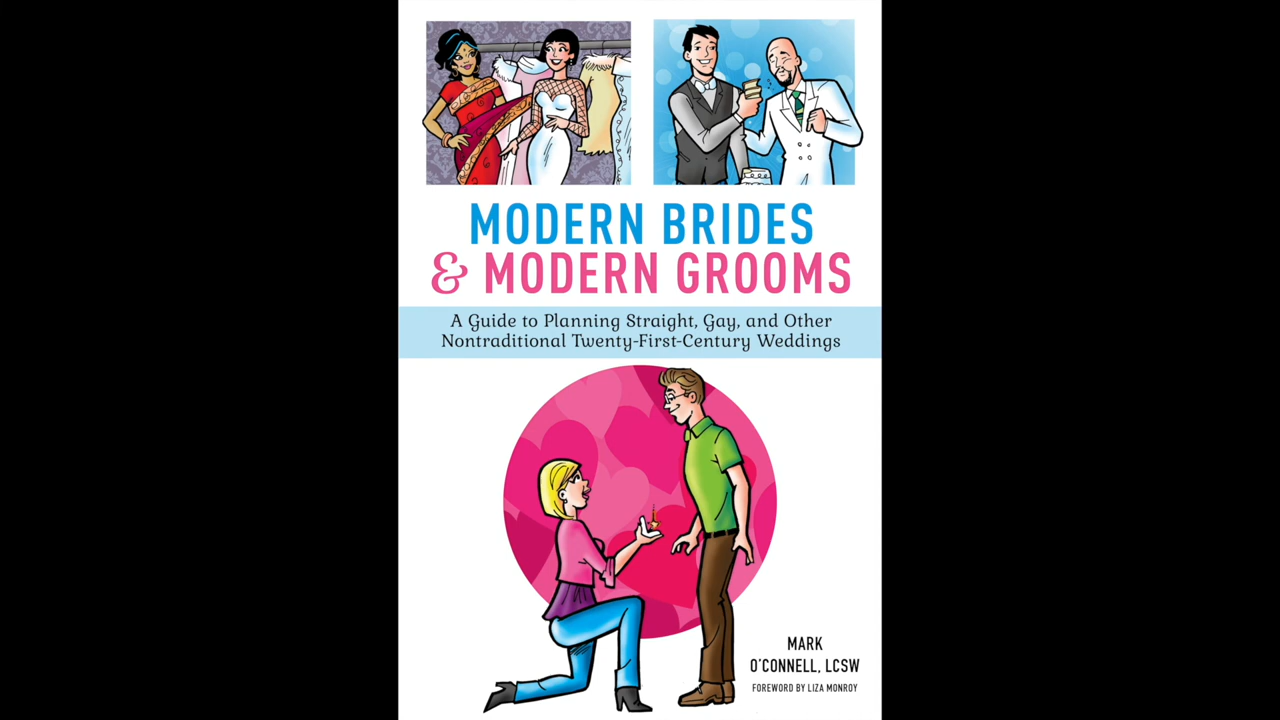 MODERN BRIDES
& MODERN GROOMS
A Guide to Planning Straight, Gay, and Other
Nontraditional Twenty-First-Century Weddings
MARK
O'CONNELL, LCSW
FOREWORD BY LIZA MONROY